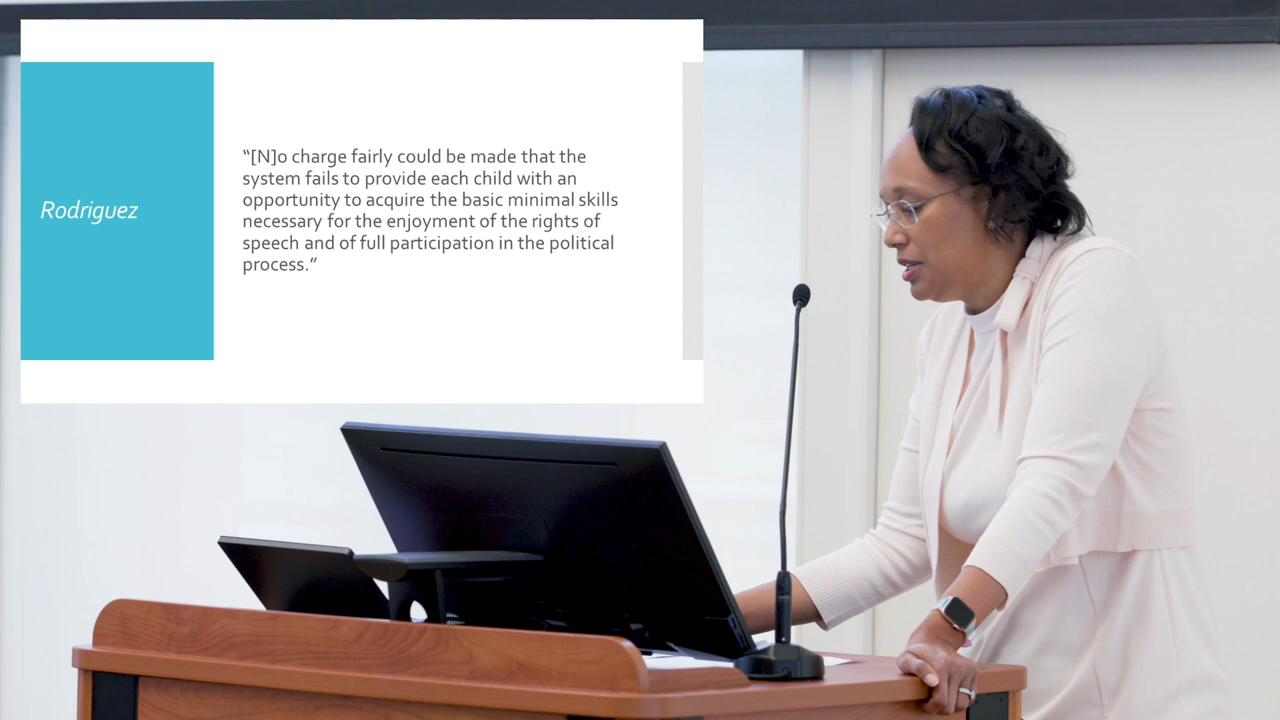 Rodriguez
“[N]o charge fairly could be made that the
system fails to provide each child with an
opportunity to acquire the basic minimal skills
necessary for the enjoyment of the rights of
speech and of full participation in the political
process.”